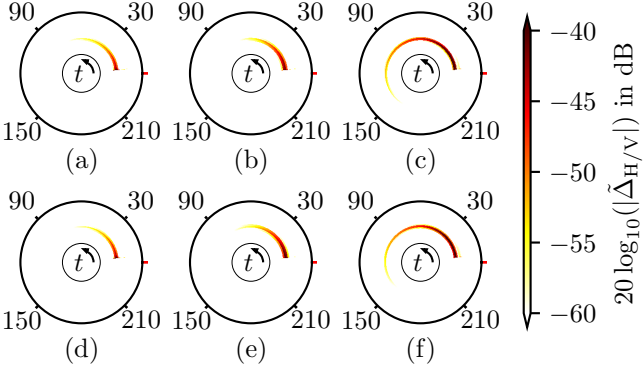 90 30 90 30 90 30
t t t
150 210 150 210 150 210
(a) (b) (c)
90 30 90 30 90 30
t t t
150 210 150 210 150 210
(d) (e) (f)
−40
−45
−50
−55
−60
20 log₁₀(|Δ̃_H/V|) in dB